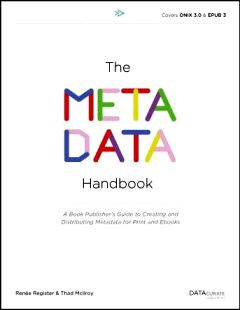 Covers ONIX 3.0 & EPUB 3
The
META
DATA
Handbook
A Book Publisher's Guide to Creating and
Distributing Metadata for Print and Ebooks
Renée Register & Thad McIlroy
DATACURATE